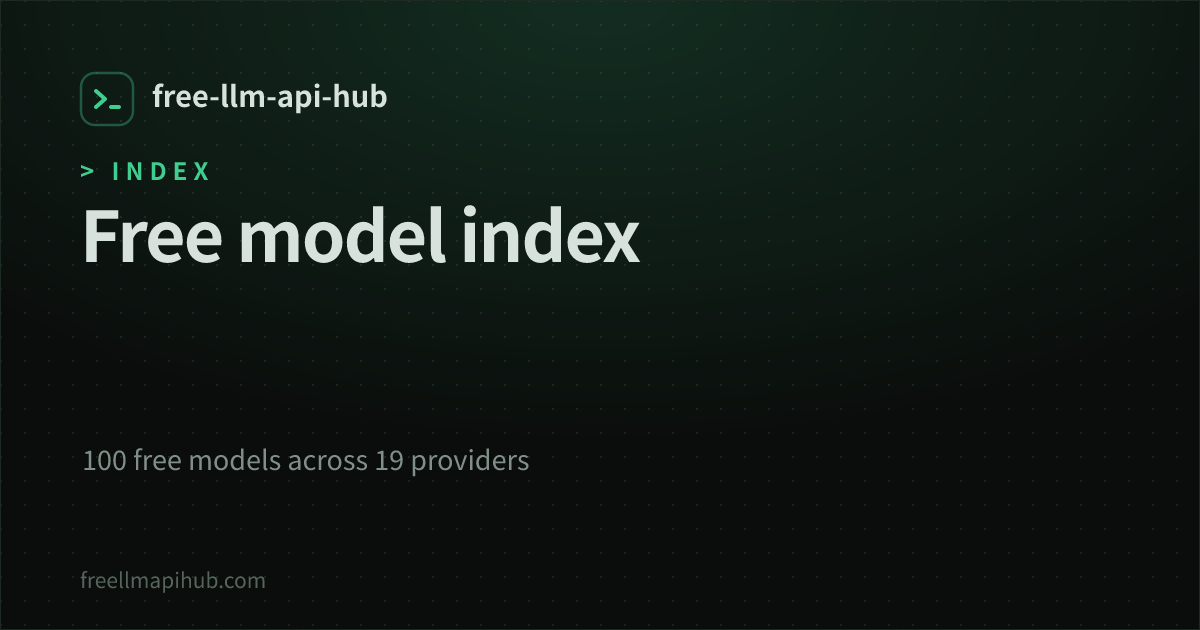 free-llm-api-hub
> INDEX
Free model index
100 free models across 19 providers
freellmapihub.com